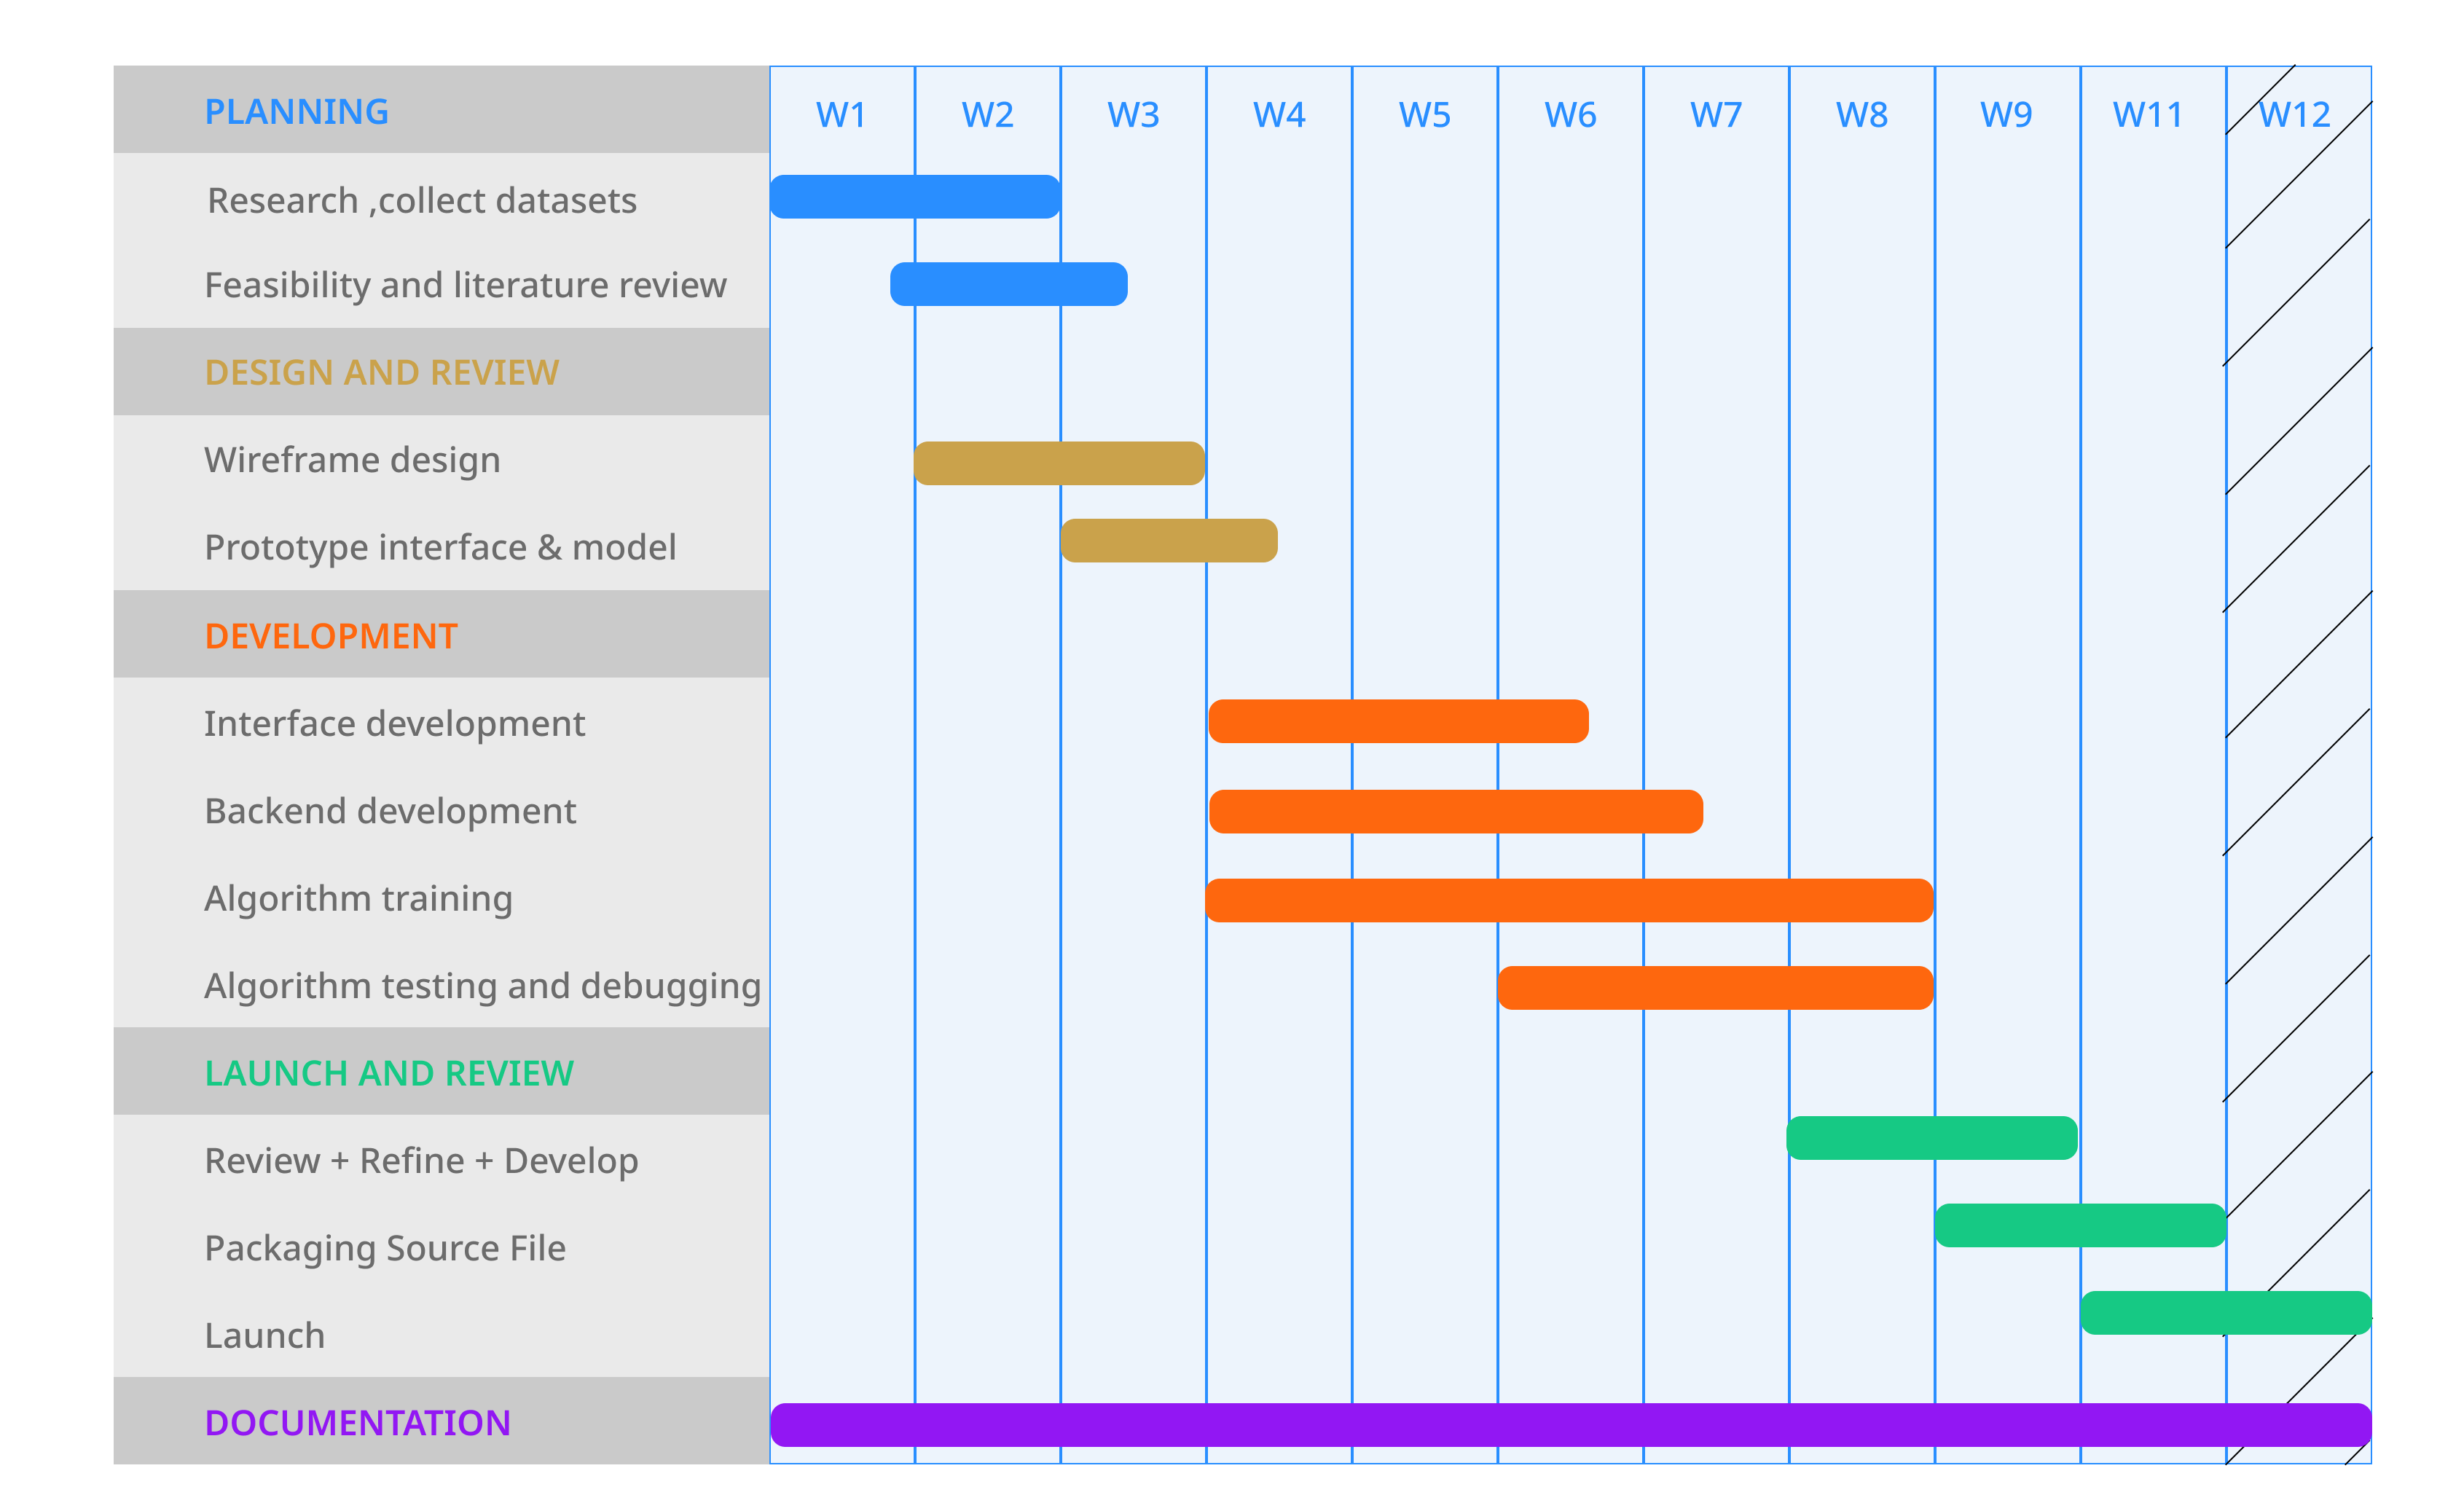 PLANNING
W1 W2 W3 W4 W5 W6 W7 W8 W9 W11 W12
Research ,collect datasets
Feasibility and literature review
DESIGN AND REVIEW
Wireframe design
Prototype interface & model
DEVELOPMENT
Interface development
Backend development
Algorithm training
Algorithm testing and debugging
LAUNCH AND REVIEW
Review + Refine + Develop
Packaging Source File
Launch
DOCUMENTATION